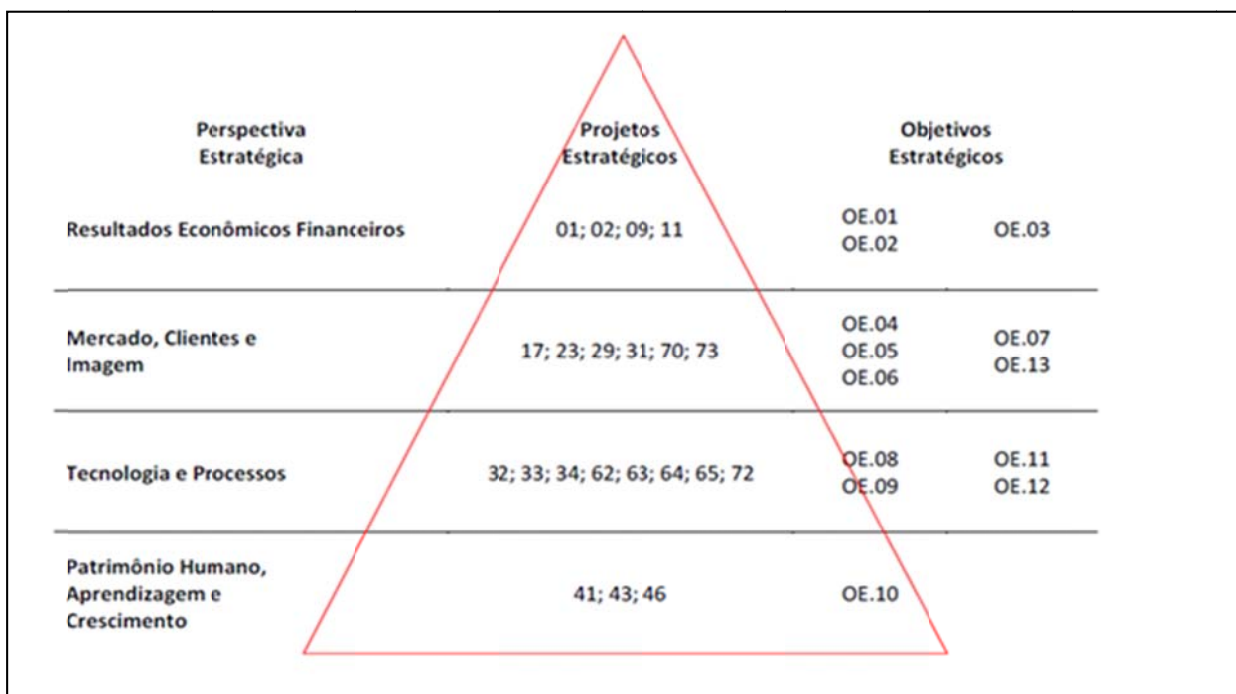 Perspectiva
Estratégica
Projetos
Estratégicos
Objetivos
Estratégicos
Resultados Econômicos Financeiros
01; 02; 09; 11
OE.01
OE.02
OE.03
Mercado, Clientes e
Imagem
17; 23; 29; 31; 70; 73
OE.04
OE.05
OE.06
OE.07
OE.13
Tecnologia e Processos
32; 33; 34; 62; 63; 64; 65; 72
OE.08
OE.09
OE.11
OE.12
Patrimônio Humano,
Aprendizagem e
Crescimento
41; 43; 46
OE.10